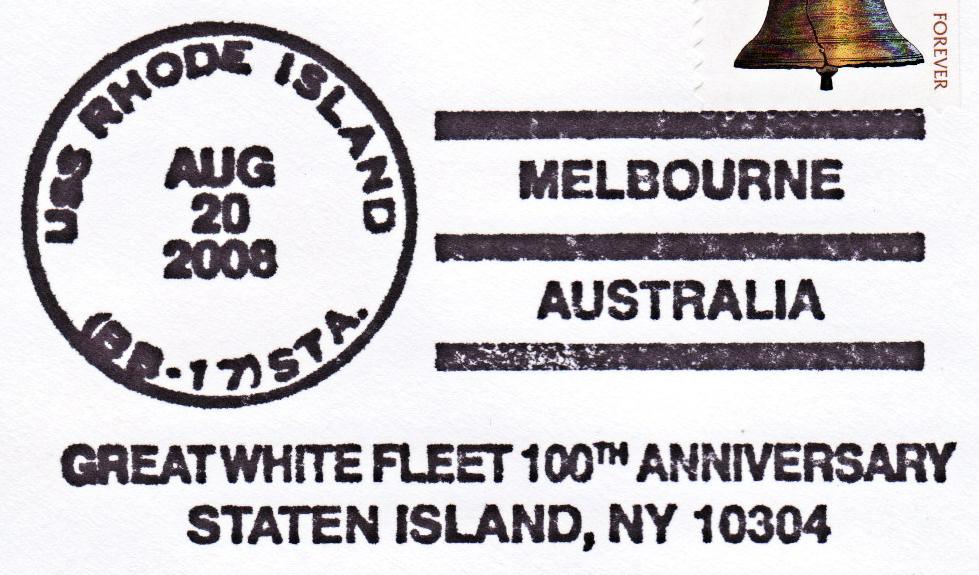 USS RHODE ISLAND
AUG
20
2008
(BB-17) STA.
FOREVER
MELBOURNE
AUSTRALIA
GREAT WHITE FLEET 100TH ANNIVERSARY
STATEN ISLAND, NY 10304